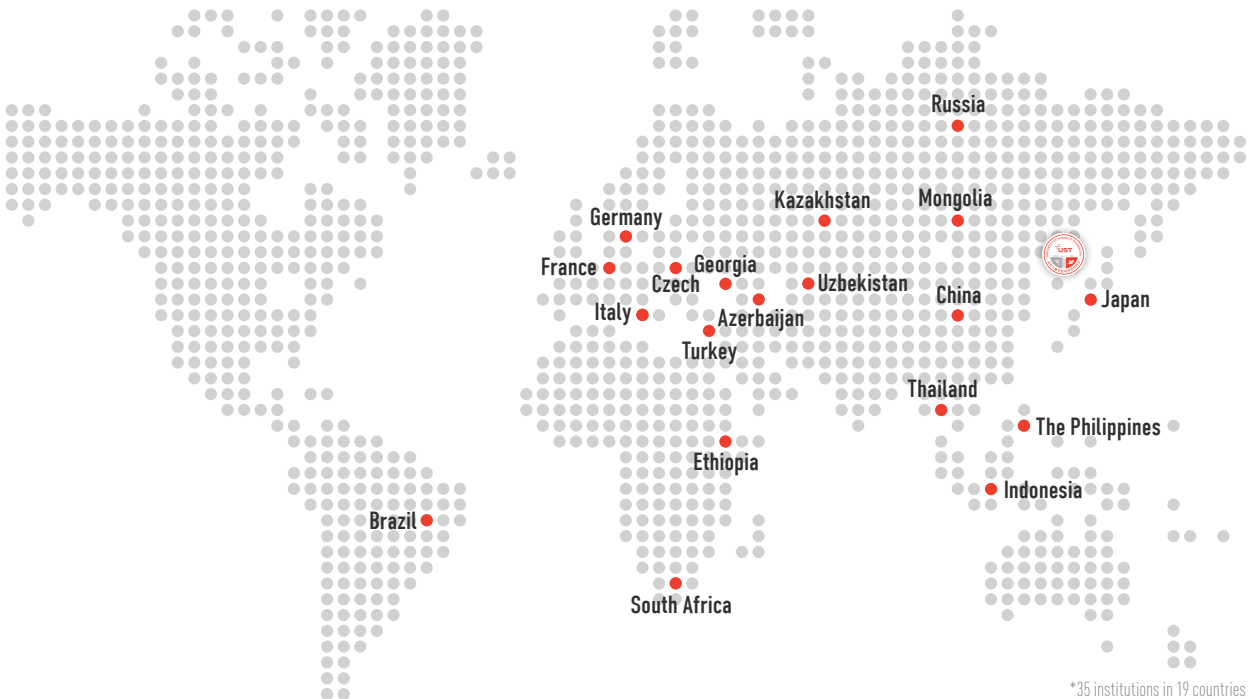 Russia
Kazakhstan
Mongolia
Germany
UST
France
Czech
Georgia
Uzbekistan
China
Japan
Italy
Azerbaijan
Turkey
Thailand
The Philippines
Ethiopia
Indonesia
Brazil
South Africa
*35 institutions in 19 countries